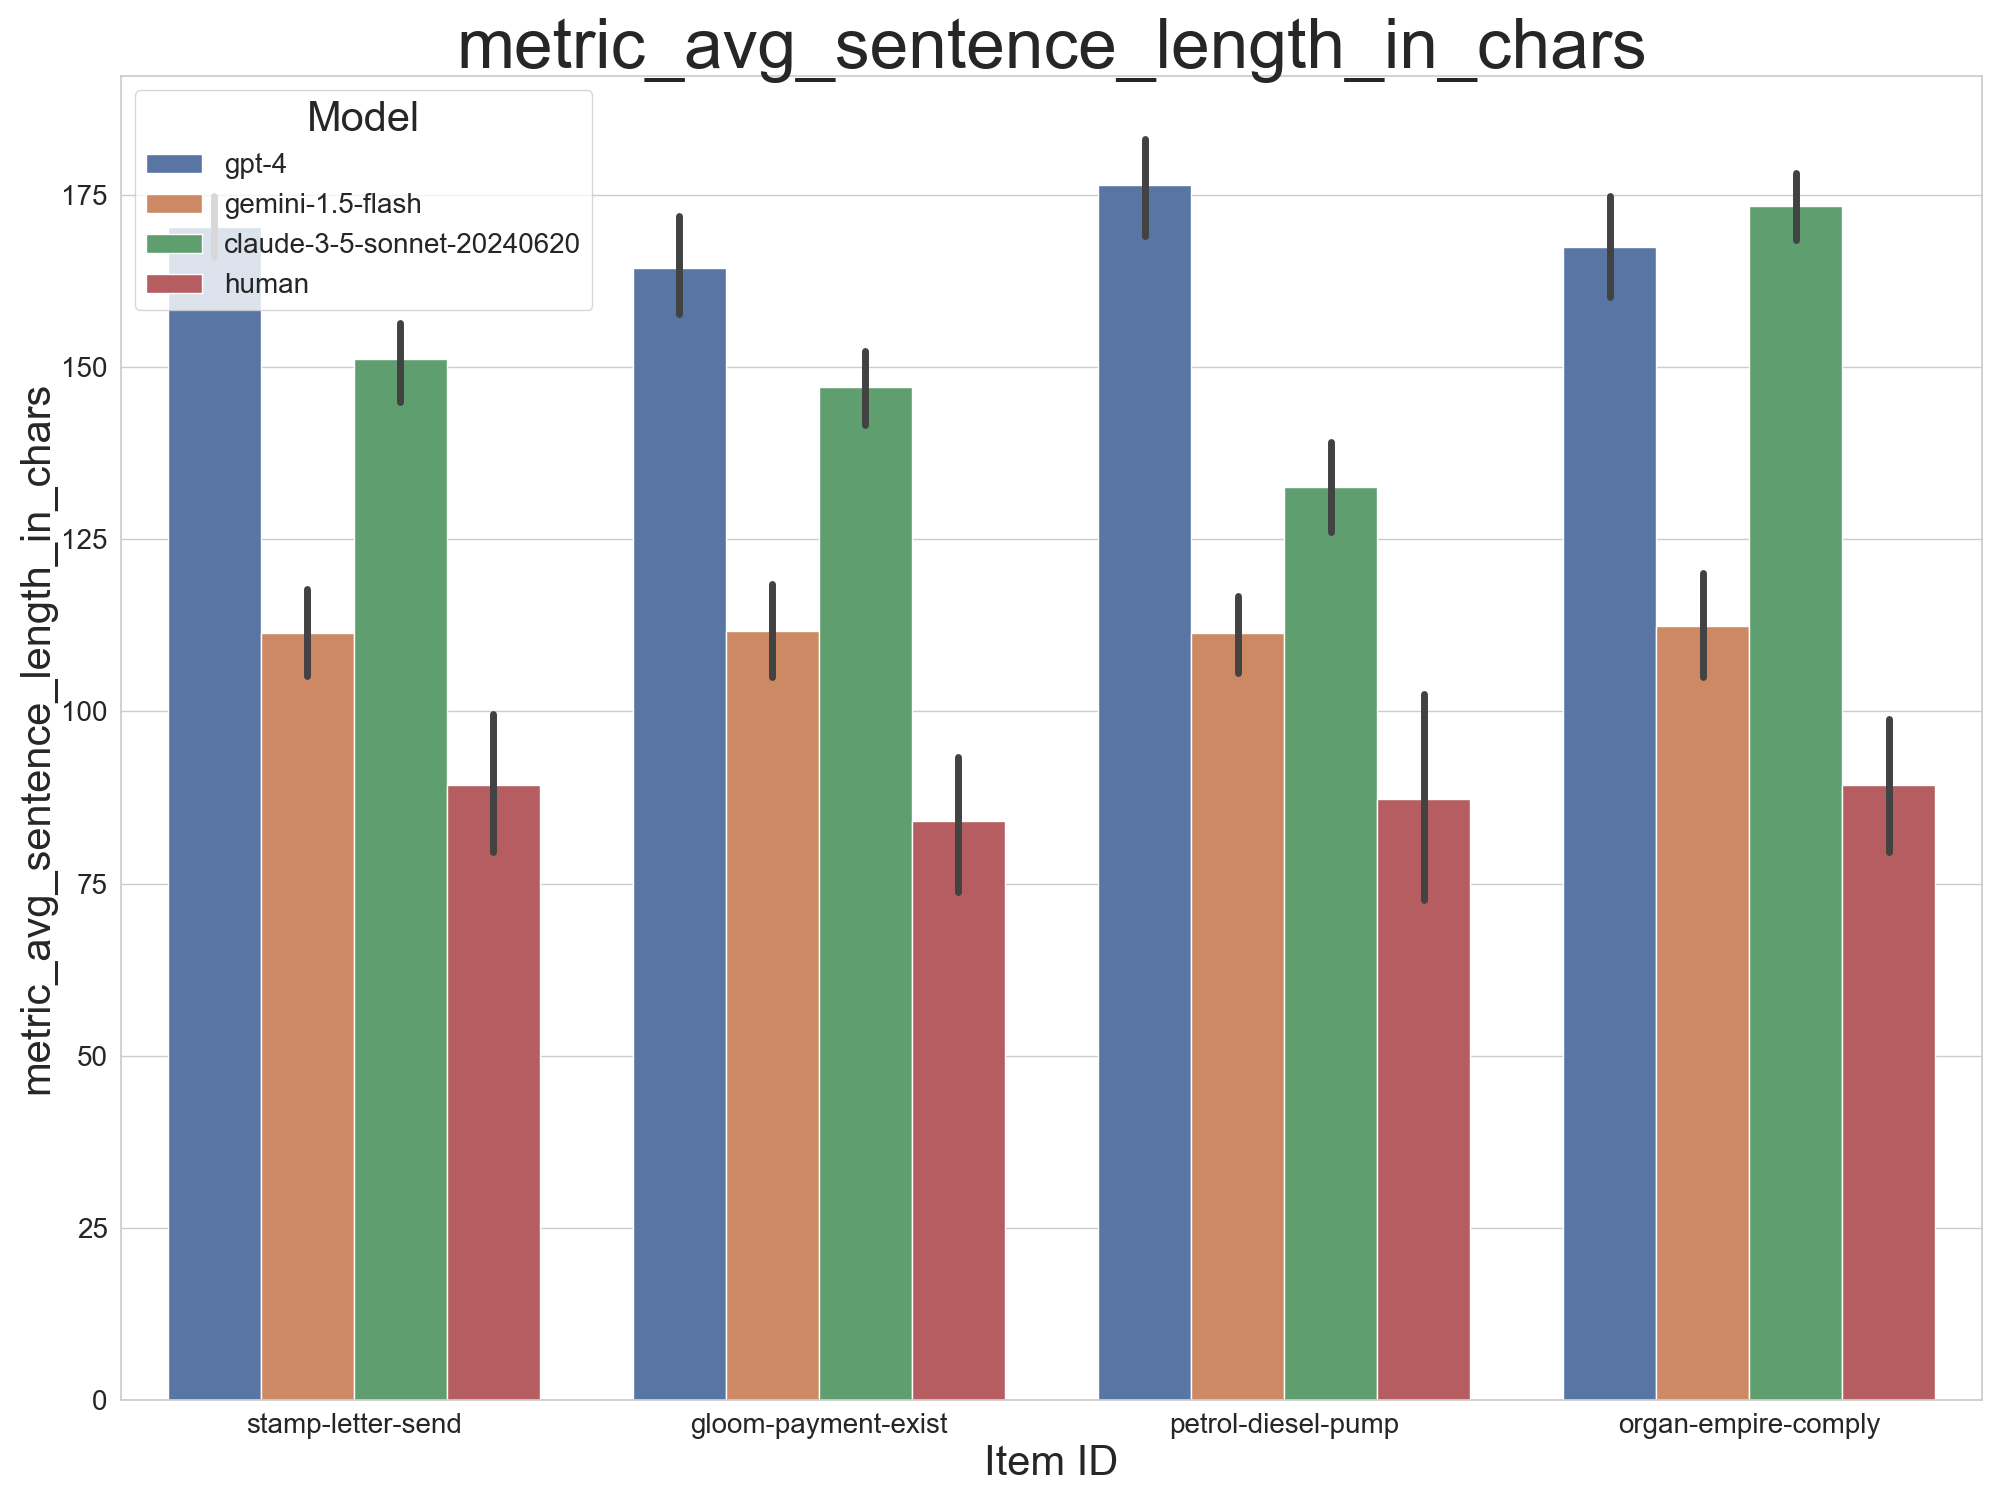 metric_avg_sentence_length_in_chars
Model
gpt-4
gemini-1.5-flash
claude-3-5-sonnet-20240620
human
metric_avg_sentence_length_in_chars
175
150
125
100
75
50
25
0
stamp-letter-send
gloom-payment-exist
petrol-diesel-pump
organ-empire-comply
Item ID